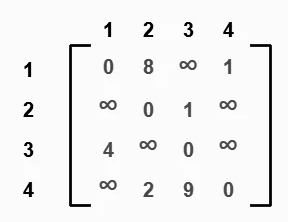 1 2 3 4
1 0 8 ∞ 1
2 ∞ 0 1 ∞
3 4 ∞ 0 ∞
4 ∞ 2 9 0